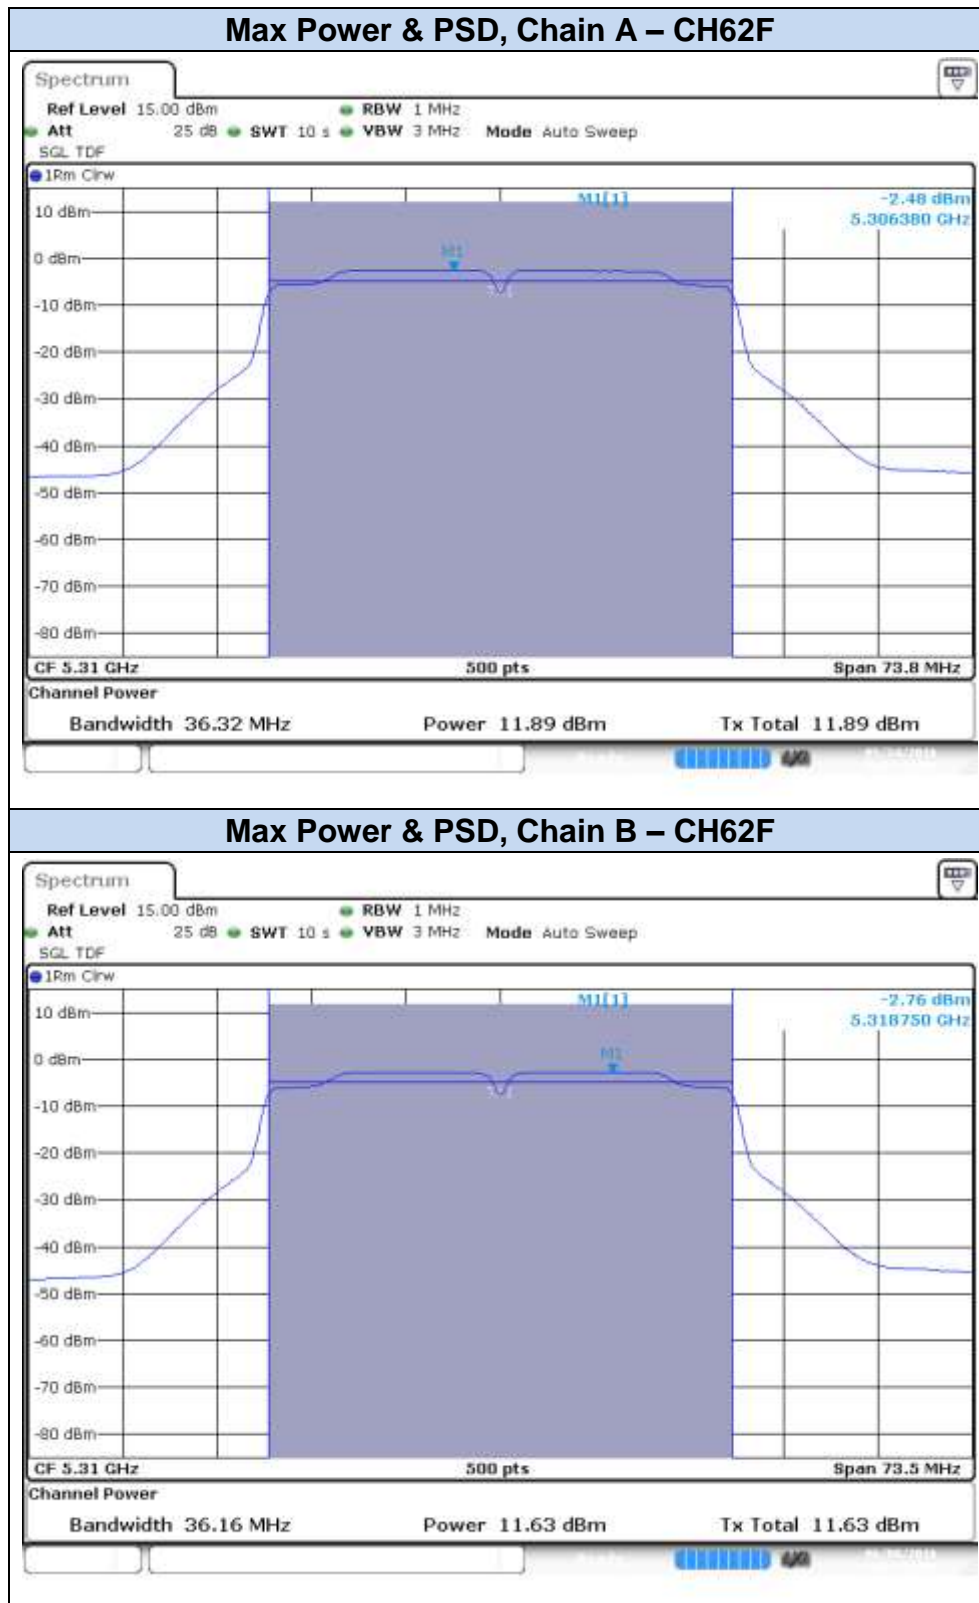 Max Power & PSD, Chain A – CH62F
Spectrum
Ref Level 15.00 dBm RBW 1 MHz
Att 25 dB SWT 10 s VBW 3 MHz Mode Auto Sweep
SGL TDF
1Rm Clrw
M1[1] -2.48 dBm
5.306380 GHz
10 dBm
0 dBm
M1
-10 dBm
-20 dBm
-30 dBm
-40 dBm
-50 dBm
-60 dBm
-70 dBm
-80 dBm
CF 5.31 GHz 500 pts Span 73.8 MHz
Channel Power
Bandwidth 36.32 MHz Power 11.89 dBm Tx Total 11.89 dBm
Max Power & PSD, Chain B – CH62F
Spectrum
Ref Level 15.00 dBm RBW 1 MHz
Att 25 dB SWT 10 s VBW 3 MHz Mode Auto Sweep
SGL TDF
1Rm Clrw
M1[1] -2.76 dBm
5.318750 GHz
10 dBm
0 dBm
M1
-10 dBm
-20 dBm
-30 dBm
-40 dBm
-50 dBm
-60 dBm
-70 dBm
-80 dBm
CF 5.31 GHz 500 pts Span 73.5 MHz
Channel Power
Bandwidth 36.16 MHz Power 11.63 dBm Tx Total 11.63 dBm